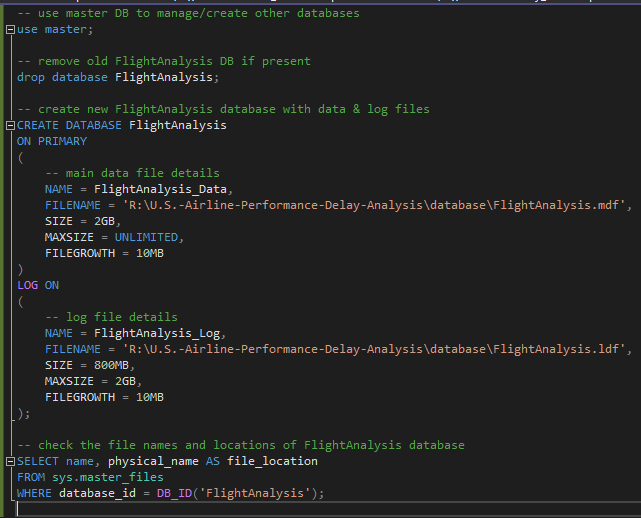 -- use master DB to manage/create other databases
use master;
-- remove old FlightAnalysis DB if present
drop database FlightAnalysis;
-- create new FlightAnalysis database with data & log files
CREATE DATABASE FlightAnalysis
ON PRIMARY
(
-- main data file details
NAME = FlightAnalysis_Data,
FILENAME = 'R:\U.S.-Airline-Performance-Delay-Analysis\database\FlightAnalysis.mdf',
SIZE = 2GB,
MAXSIZE = UNLIMITED,
FILEGROWTH = 10MB
)
LOG ON
(
-- log file details
NAME = FlightAnalysis_Log,
FILENAME = 'R:\U.S.-Airline-Performance-Delay-Analysis\database\FlightAnalysis.ldf',
SIZE = 800MB,
MAXSIZE = 2GB,
FILEGROWTH = 10MB
);
-- check the file names and locations of FlightAnalysis database
SELECT name, physical_name AS file_location
FROM sys.master_files
WHERE database_id = DB_ID('FlightAnalysis');